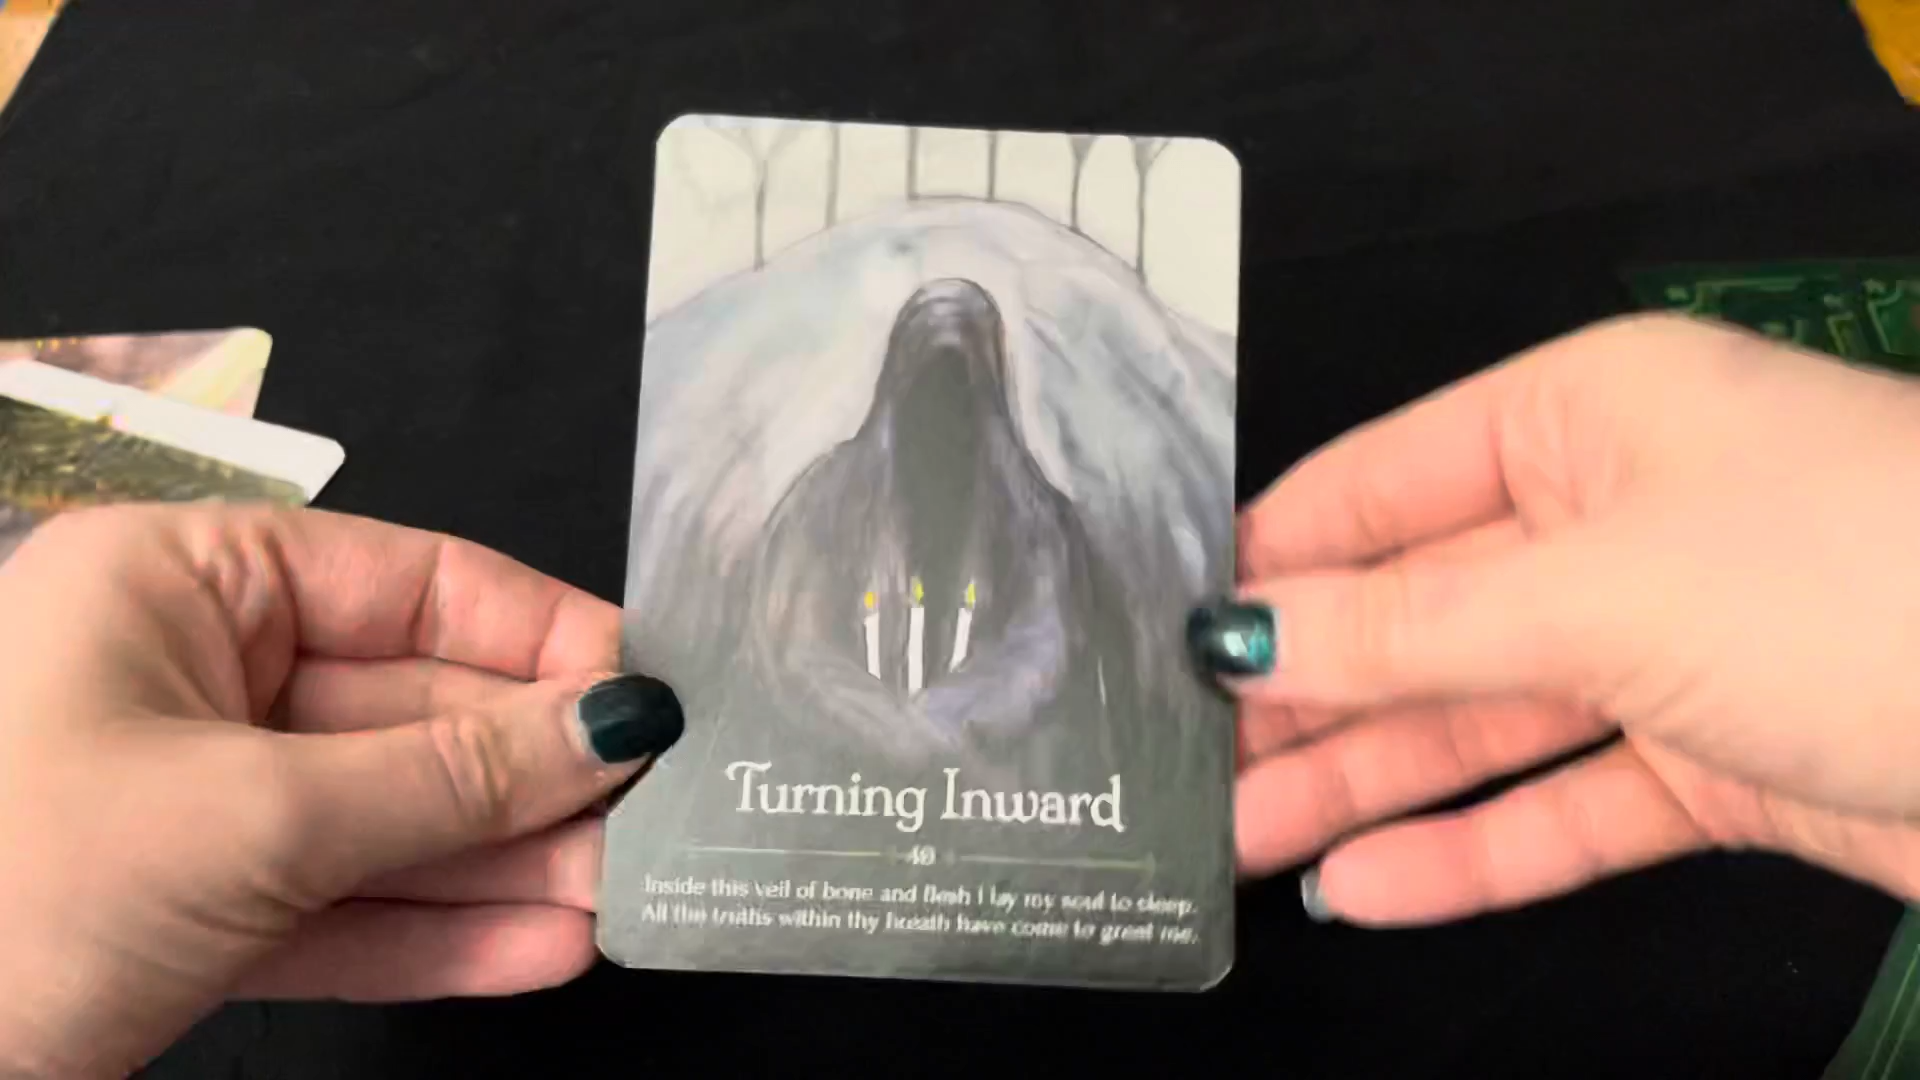 Turning Inward
40
Inside this veil of bone and flesh I lay my soul to sleep.
All the truths within thy breath have come to greet me.